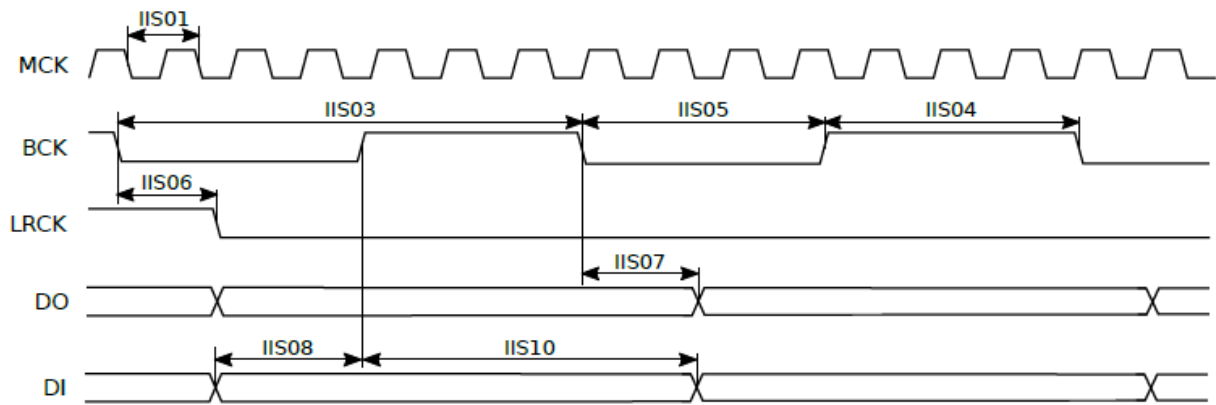 IIS01
MCK
IIS03 IIS05 IIS04
BCK
IIS06
LRCK
IIS07
DO
IIS08 IIS10
DI